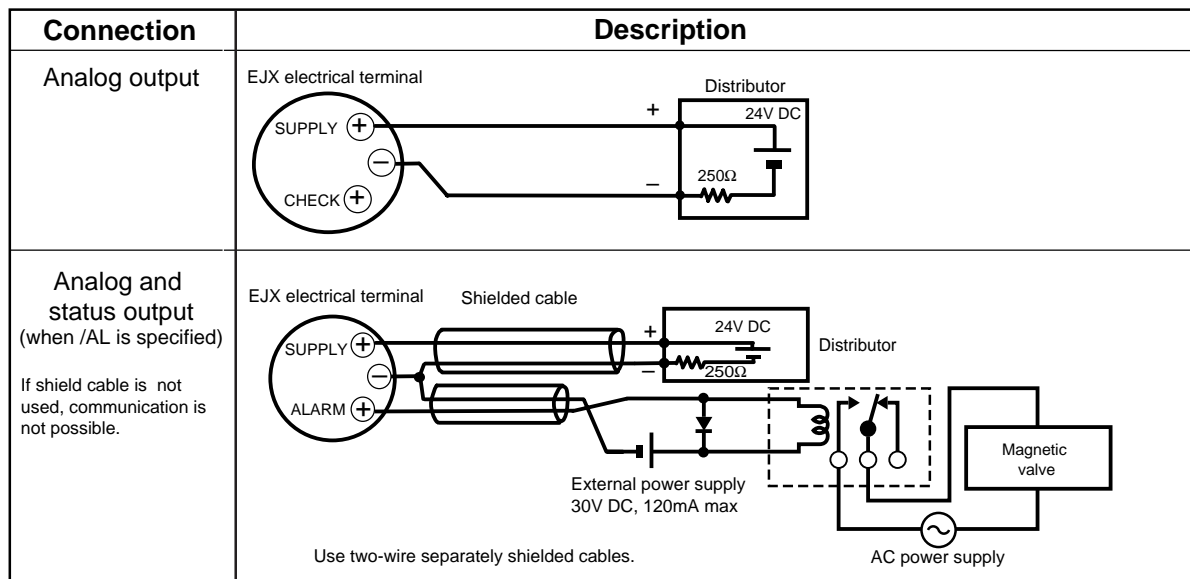 Connection
Description
Analog output
EJX electrical terminal
SUPPLY +
−
CHECK +
+
−
Distributor
24V DC
250Ω
Analog and
status output
(when /AL is specified)
If shield cable is not
used, communication is
not possible.
EJX electrical terminal
Shielded cable
SUPPLY +
−
ALARM +
+
−
24V DC
250Ω
Distributor
External power supply
30V DC, 120mA max
Magnetic
valve
AC power supply
Use two-wire separately shielded cables.